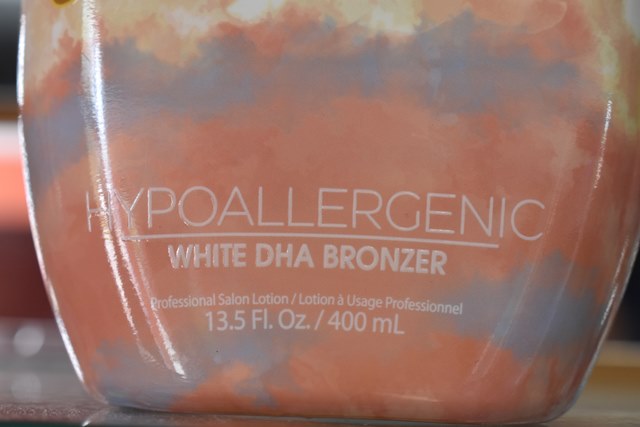 HYPOALLERGENIC
WHITE DHA BRONZER
Professional Salon Lotion / Lotion à Usage Professionnel
13.5 Fl. Oz. / 400 mL